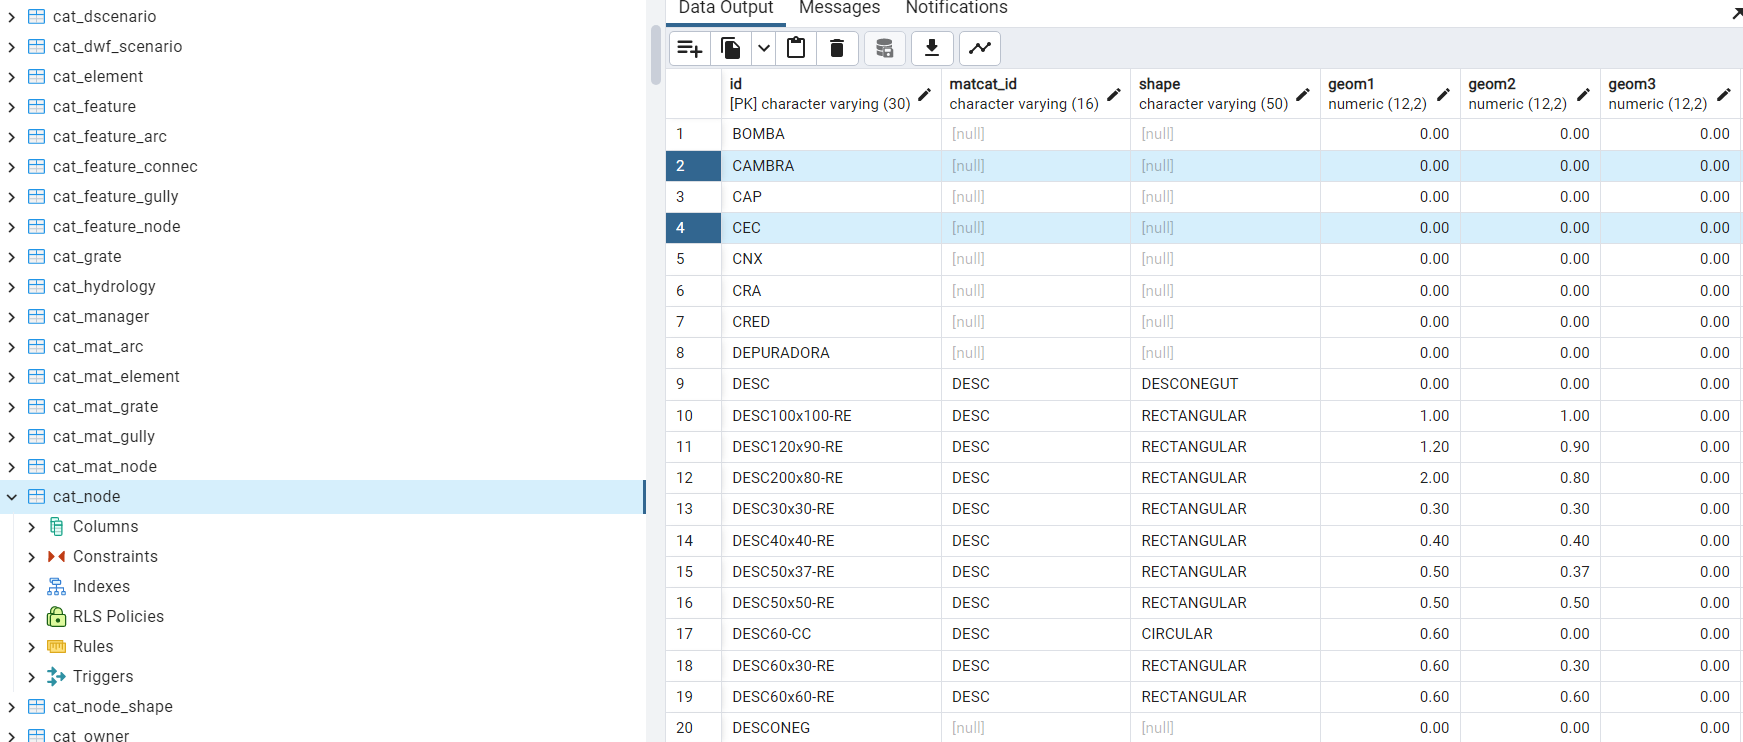 cat_dscenario
cat_dwf_scenario
cat_element
cat_feature
cat_feature_arc
cat_feature_connec
cat_feature_gully
cat_feature_node
cat_grate
cat_hydrology
cat_manager
cat_mat_arc
cat_mat_element
cat_mat_grate
cat_mat_gully
cat_mat_node
cat_node
Columns
Constraints
Indexes
RLS Policies
Rules
Triggers
cat_node_shape
cat_owner
Data Output Messages Notifications
id matcat_id shape geom1 geom2 geom3
[PK] character varying (30) character varying (16) character varying (50) numeric (12,2) numeric (12,2) numeric (12,2)
1 BOMBA [null] [null] 0.00 0.00 0.00
2 CAMBRA [null] [null] 0.00 0.00 0.00
3 CAP [null] [null] 0.00 0.00 0.00
4 CEC [null] [null] 0.00 0.00 0.00
5 CNX [null] [null] 0.00 0.00 0.00
6 CRA [null] [null] 0.00 0.00 0.00
7 CRED [null] [null] 0.00 0.00 0.00
8 DEPURADORA [null] [null] 0.00 0.00 0.00
9 DESC DESC DESCONEGUT 0.00 0.00 0.00
10 DESC100x100-RE DESC RECTANGULAR 1.00 1.00 0.00
11 DESC120x90-RE DESC RECTANGULAR 1.20 0.90 0.00
12 DESC200x80-RE DESC RECTANGULAR 2.00 0.80 0.00
13 DESC30x30-RE DESC RECTANGULAR 0.30 0.30 0.00
14 DESC40x40-RE DESC RECTANGULAR 0.40 0.40 0.00
15 DESC50x37-RE DESC RECTANGULAR 0.50 0.37 0.00
16 DESC50x50-RE DESC RECTANGULAR 0.50 0.50 0.00
17 DESC60-CC DESC CIRCULAR 0.60 0.00 0.00
18 DESC60x30-RE DESC RECTANGULAR 0.60 0.30 0.00
19 DESC60x60-RE DESC RECTANGULAR 0.60 0.60 0.00
20 DESCONEG [null] [null] 0.00 0.00 0.00